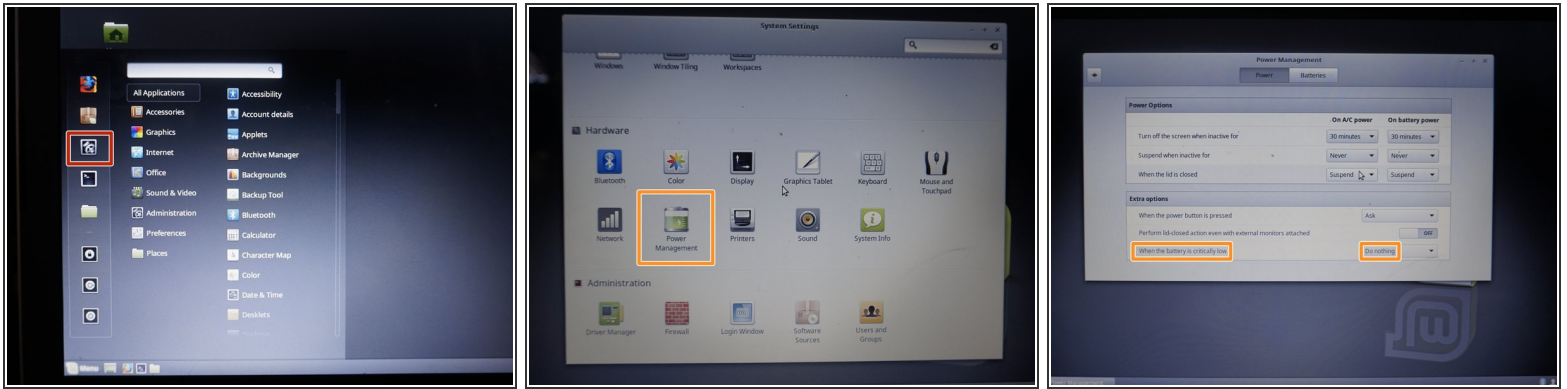 All Applications
Accessories
Graphics
Internet
Office
Sound & Video
Administration
Preferences
Places
Accessibility
Account details
Applets
Archive Manager
Backgrounds
Backup Tool
Bluetooth
Calculator
Character Map
Color
Date & Time
Desklets
Menu
System Settings
Windows
Window Tiling
Workspaces
Hardware
Bluetooth
Color
Display
Graphics Tablet
Keyboard
Mouse and
Touchpad
Network
Power
Management
Printers
Sound
System Info
Administration
Driver Manager
Firewall
Login Window
Software
Sources
Users and
Groups
Power Management
Power Batteries
Power Options
On A/C power On battery power
Turn off the screen when inactive for 30 minutes 30 minutes
Suspend when inactive for Never Never
When the lid is closed Suspend Suspend
Extra options
When the power button is pressed Ask
Perform lid-closed action even with external monitors attached OFF
When the battery is critically low Do nothing